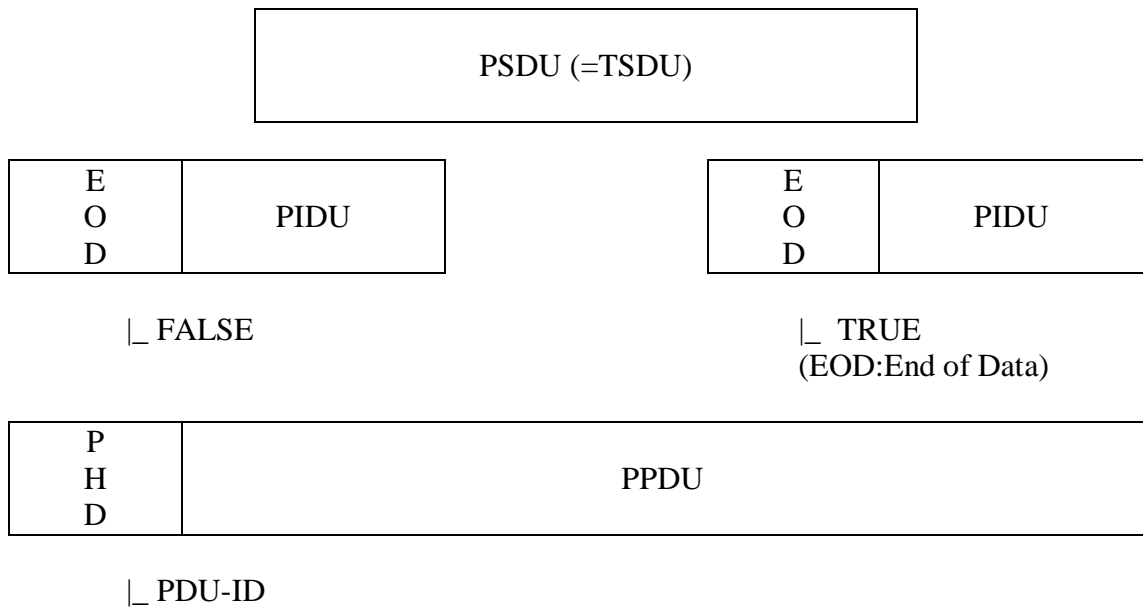 PSDU (=TSDU)
E
O
D
PIDU
E
O
D
PIDU
|_ FALSE
|_ TRUE
(EOD:End of Data)
P
H
D
PPDU
|_ PDU-ID